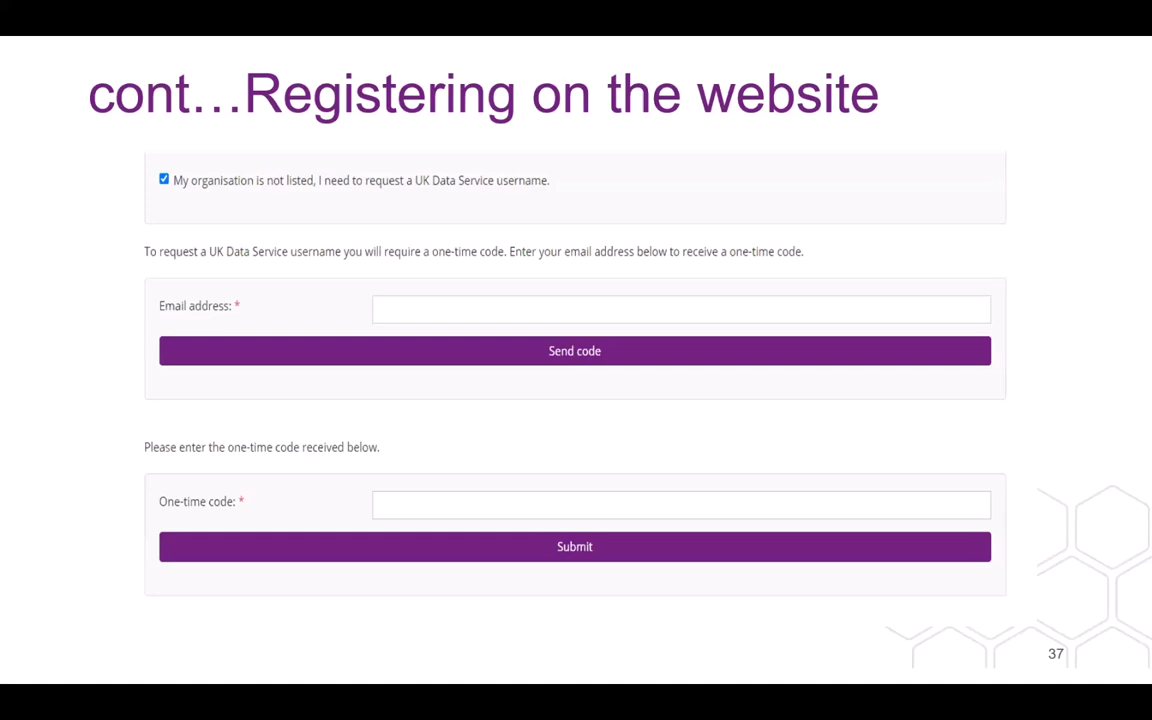 cont…Registering on the website
My organisation is not listed, I need to request a UK Data Service username.
To request a UK Data Service username you will require a one-time code. Enter your email address below to receive a one-time code.
Email address: *
Send code
Please enter the one-time code received below.
One-time code: *
Submit
37